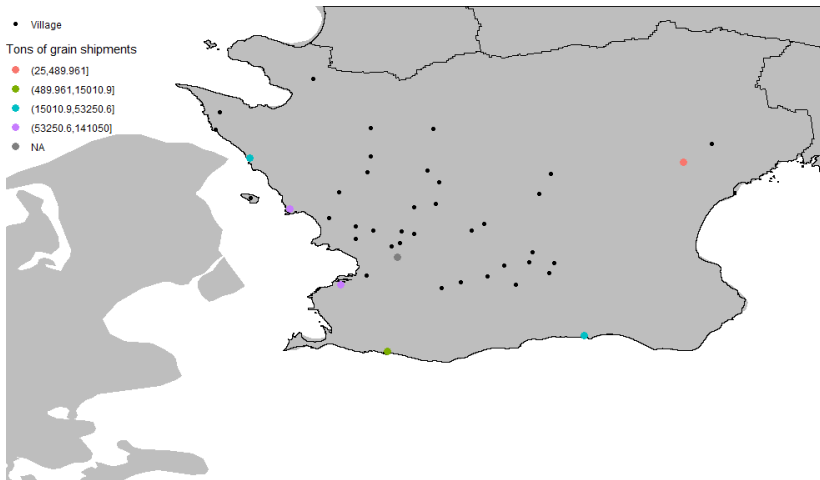 Village
Tons of grain shipments
(25,489.961]
(489.961,15010.9]
(15010.9,53250.6]
(53250.6,141050]
NA